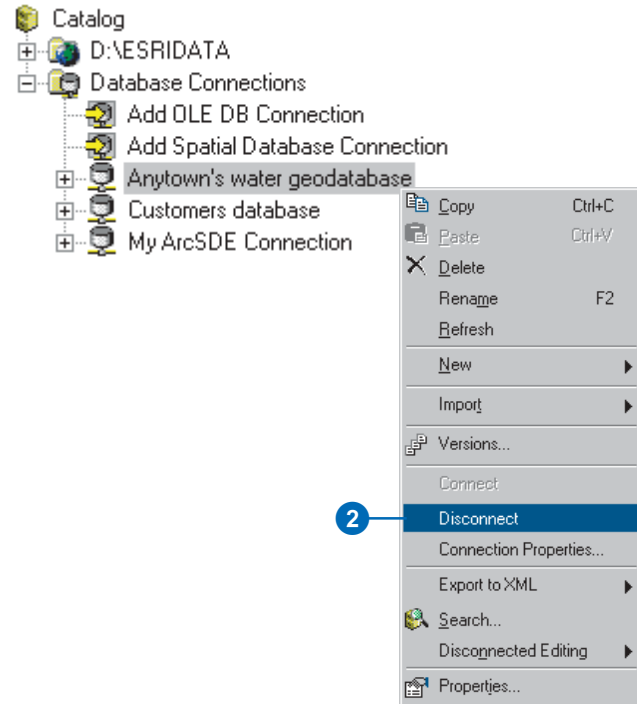 Catalog
D:\ESRIDATA
Database Connections
Add OLE DB Connection
Add Spatial Database Connection
Anytown's water geodatabase
Customers database
My ArcSDE Connection
Copy Ctrl+C
Paste Ctrl+V
Delete
Rename F2
Refresh
New
Import
Versions...
Connect
2 Disconnect
Connection Properties...
Export to XML
Search...
Disconnected Editing
Properties...